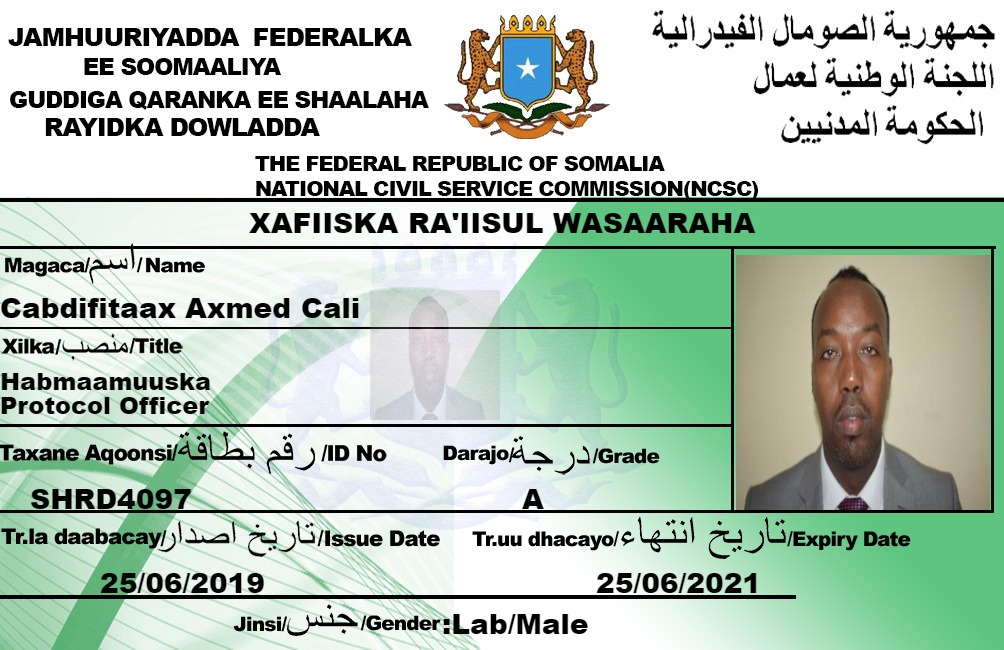 JAMHUURIYADDA FEDERALKA
EE SOOMAALIYA
GUDDIGA QARANKA EE SHAALAHA
RAYIDKA DOWLADDA
جمهورية الصومال الفيدرالية
اللجنة الوطنية لعمال
الحكومة المدنيين
THE FEDERAL REPUBLIC OF SOMALIA
NATIONAL CIVIL SERVICE COMMISSION(NCSC)
XAFIISKA RA'IISUL WASAARAHA
Magaca/اسم/Name
Cabdifitaax Axmed Cali
Xilka/منصب/Title
Habmaamuuska
Protocol Officer
Taxane Aqoonsi/رقم بطاقة/ID No
SHRD4097
Darajo/درجة/Grade
A
Tr.la daabacay/تاريخ اصدار/Issue Date
25/06/2019
Tr.uu dhacayo/تاريخ انتهاء/Expiry Date
25/06/2021
Jinsi/جنس/Gender:Lab/Male